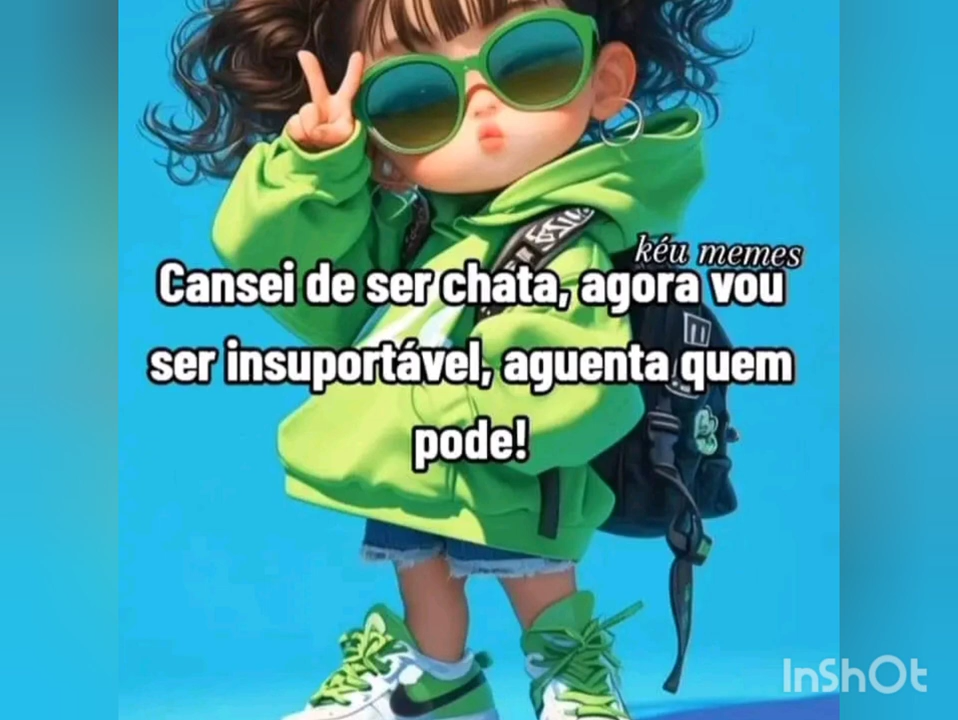 kéu memes
Cansei de ser chata, agora vou
ser insuportável, aguenta quem
pode!
InShOt